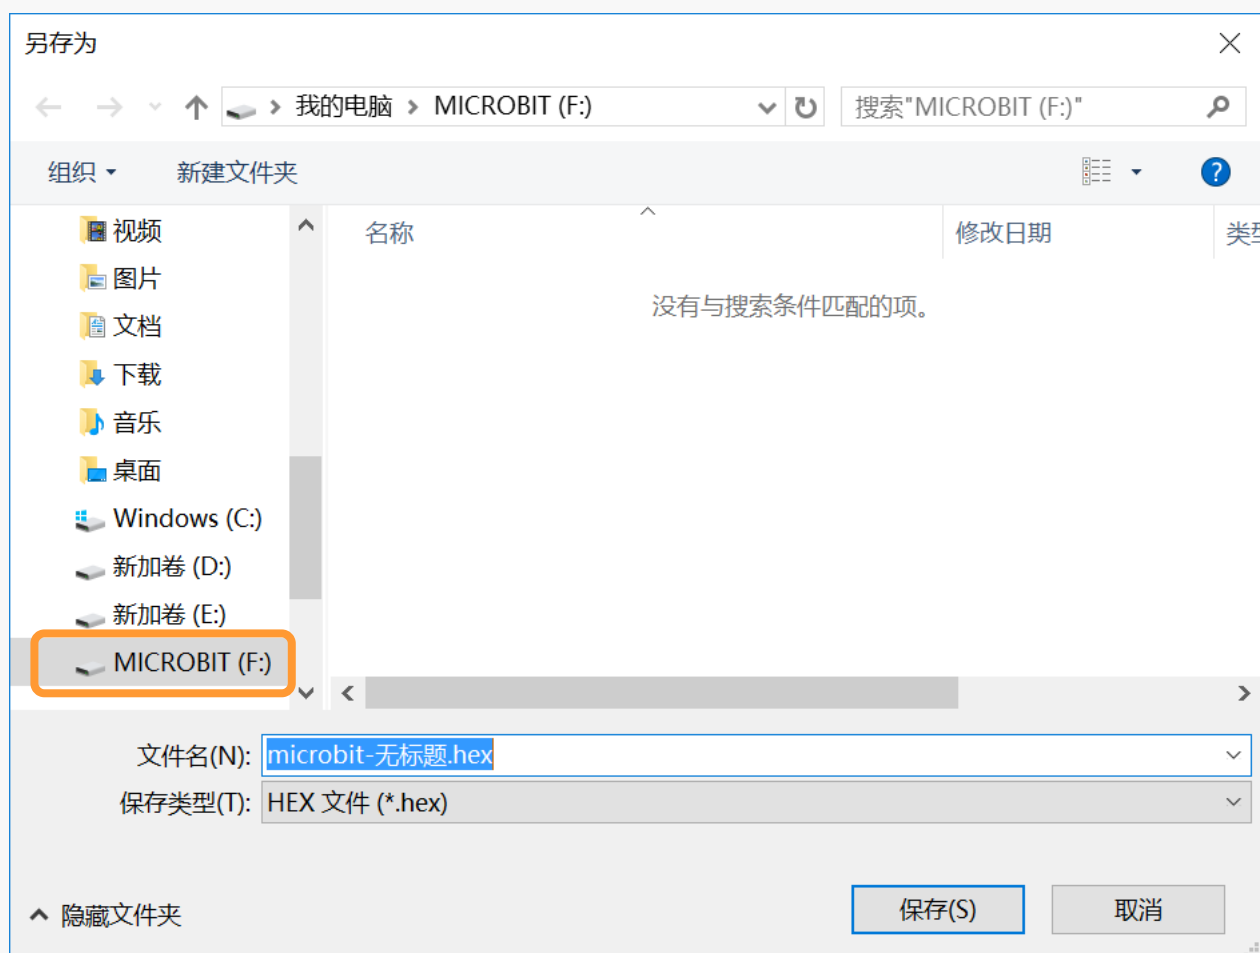 另存为
我的电脑 > MICROBIT (F:)
搜索"MICROBIT (F:)"
组织
新建文件夹
?
名称
修改日期
类型
没有与搜索条件匹配的项。
视频
图片
文档
下载
音乐
桌面
Windows (C:)
新加卷 (D:)
新加卷 (E:)
MICROBIT (F:)
文件名(N): microbit-无标题.hex
保存类型(T): HEX 文件 (*.hex)
隐藏文件夹
保存(S)
取消